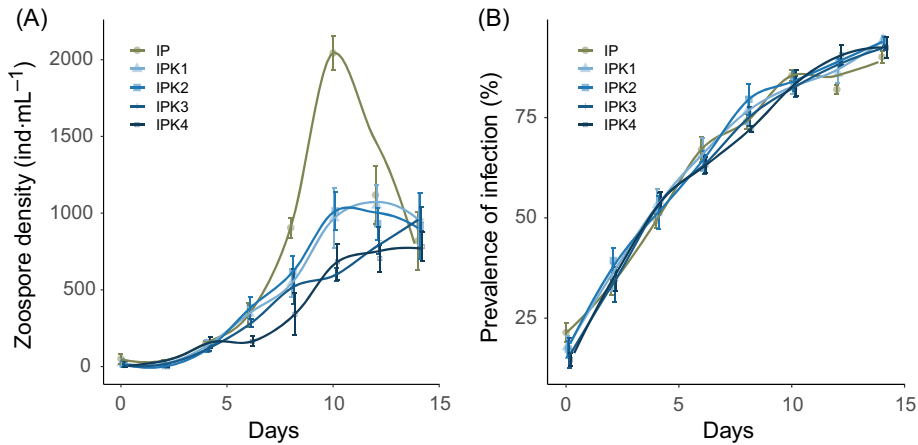 (A)
Zoospore density (ind·mL⁻¹)
2000
1500
1000
500
0
IP
IPK1
IPK2
IPK3
IPK4
0 5 10 15
Days
(B)
Prevalence of infection (%)
75
50
25
IP
IPK1
IPK2
IPK3
IPK4
0 5 10 15
Days